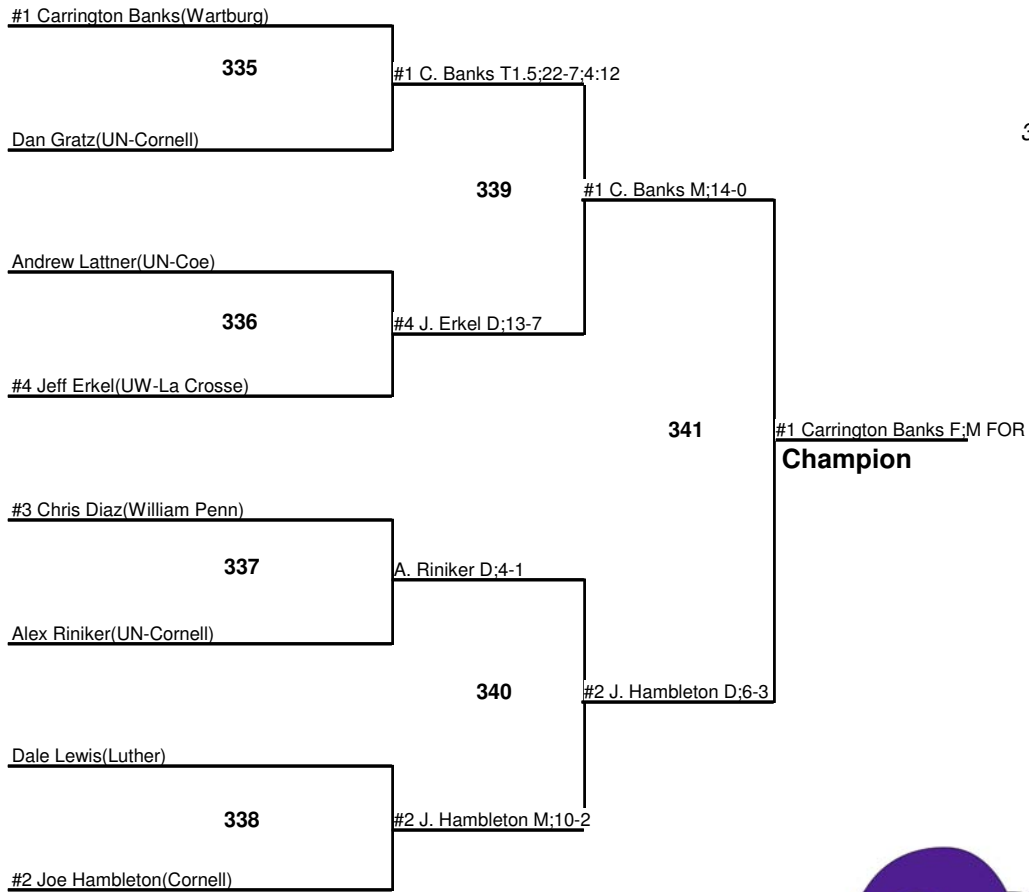 #1 Carrington Banks(Wartburg)
335
#1 C. Banks T1.5;22-7;4:12
Dan Gratz(UN-Cornell)
3
339
#1 C. Banks M;14-0
Andrew Lattner(UN-Coe)
336
#4 J. Erkel D;13-7
#4 Jeff Erkel(UW-La Crosse)
341
#1 Carrington Banks F;M FOR
Champion
#3 Chris Diaz(William Penn)
337
A. Riniker D;4-1
Alex Riniker(UN-Cornell)
340
#2 J. Hambleton D;6-3
Dale Lewis(Luther)
338
#2 J. Hambleton M;10-2
#2 Joe Hambleton(Cornell)